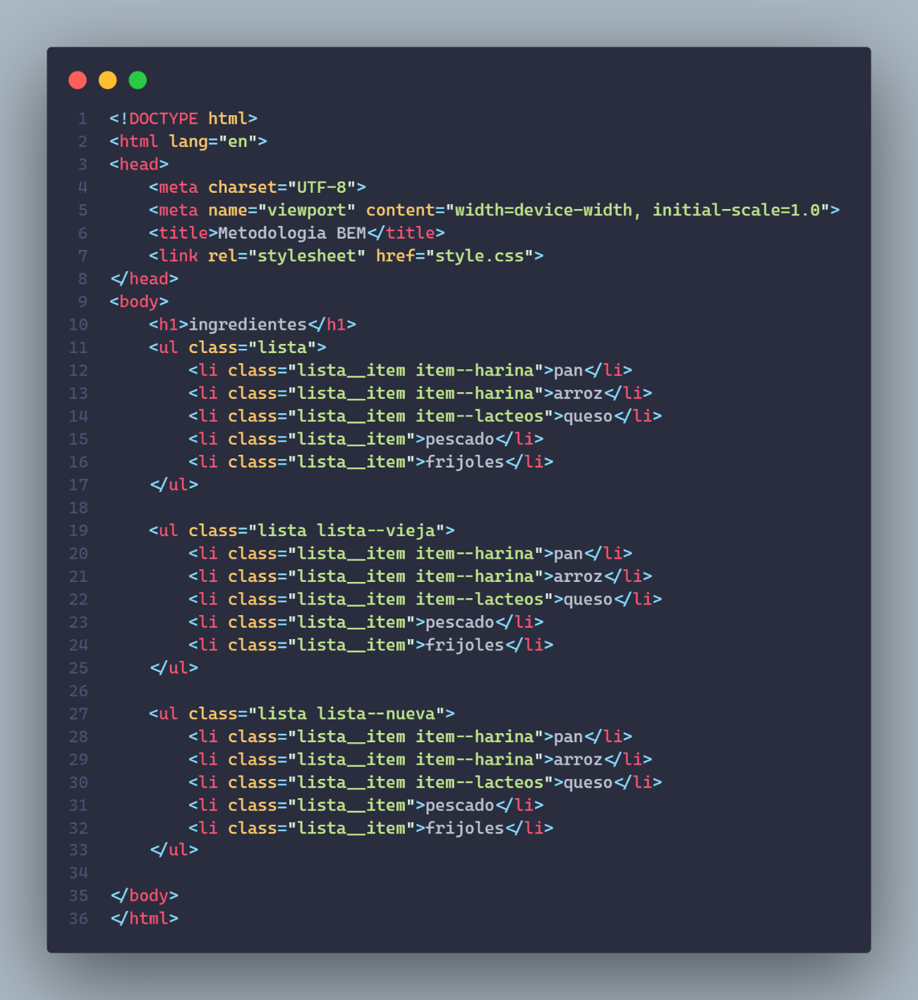 1 <!DOCTYPE html>
2 <html lang="en">
3 <head>
4     <meta charset="UTF-8">
5     <meta name="viewport" content="width=device-width, initial-scale=1.0">
6     <title>Metodologia BEM</title>
7     <link rel="stylesheet" href="style.css">
8 </head>
9 <body>
10     <h1>ingredientes</h1>
11     <ul class="lista">
12         <li class="lista__item item--harina">pan</li>
13         <li class="lista__item item--harina">arroz</li>
14         <li class="lista__item item--lacteos">queso</li>
15         <li class="lista__item">pescado</li>
16         <li class="lista__item">frijoles</li>
17     </ul>
18
19     <ul class="lista lista--vieja">
20         <li class="lista__item item--harina">pan</li>
21         <li class="lista__item item--harina">arroz</li>
22         <li class="lista__item item--lacteos">queso</li>
23         <li class="lista__item">pescado</li>
24         <li class="lista__item">frijoles</li>
25     </ul>
26
27     <ul class="lista lista--nueva">
28         <li class="lista__item item--harina">pan</li>
29         <li class="lista__item item--harina">arroz</li>
30         <li class="lista__item item--lacteos">queso</li>
31         <li class="lista__item">pescado</li>
32         <li class="lista__item">frijoles</li>
33     </ul>
34
35 </body>
36 </html>